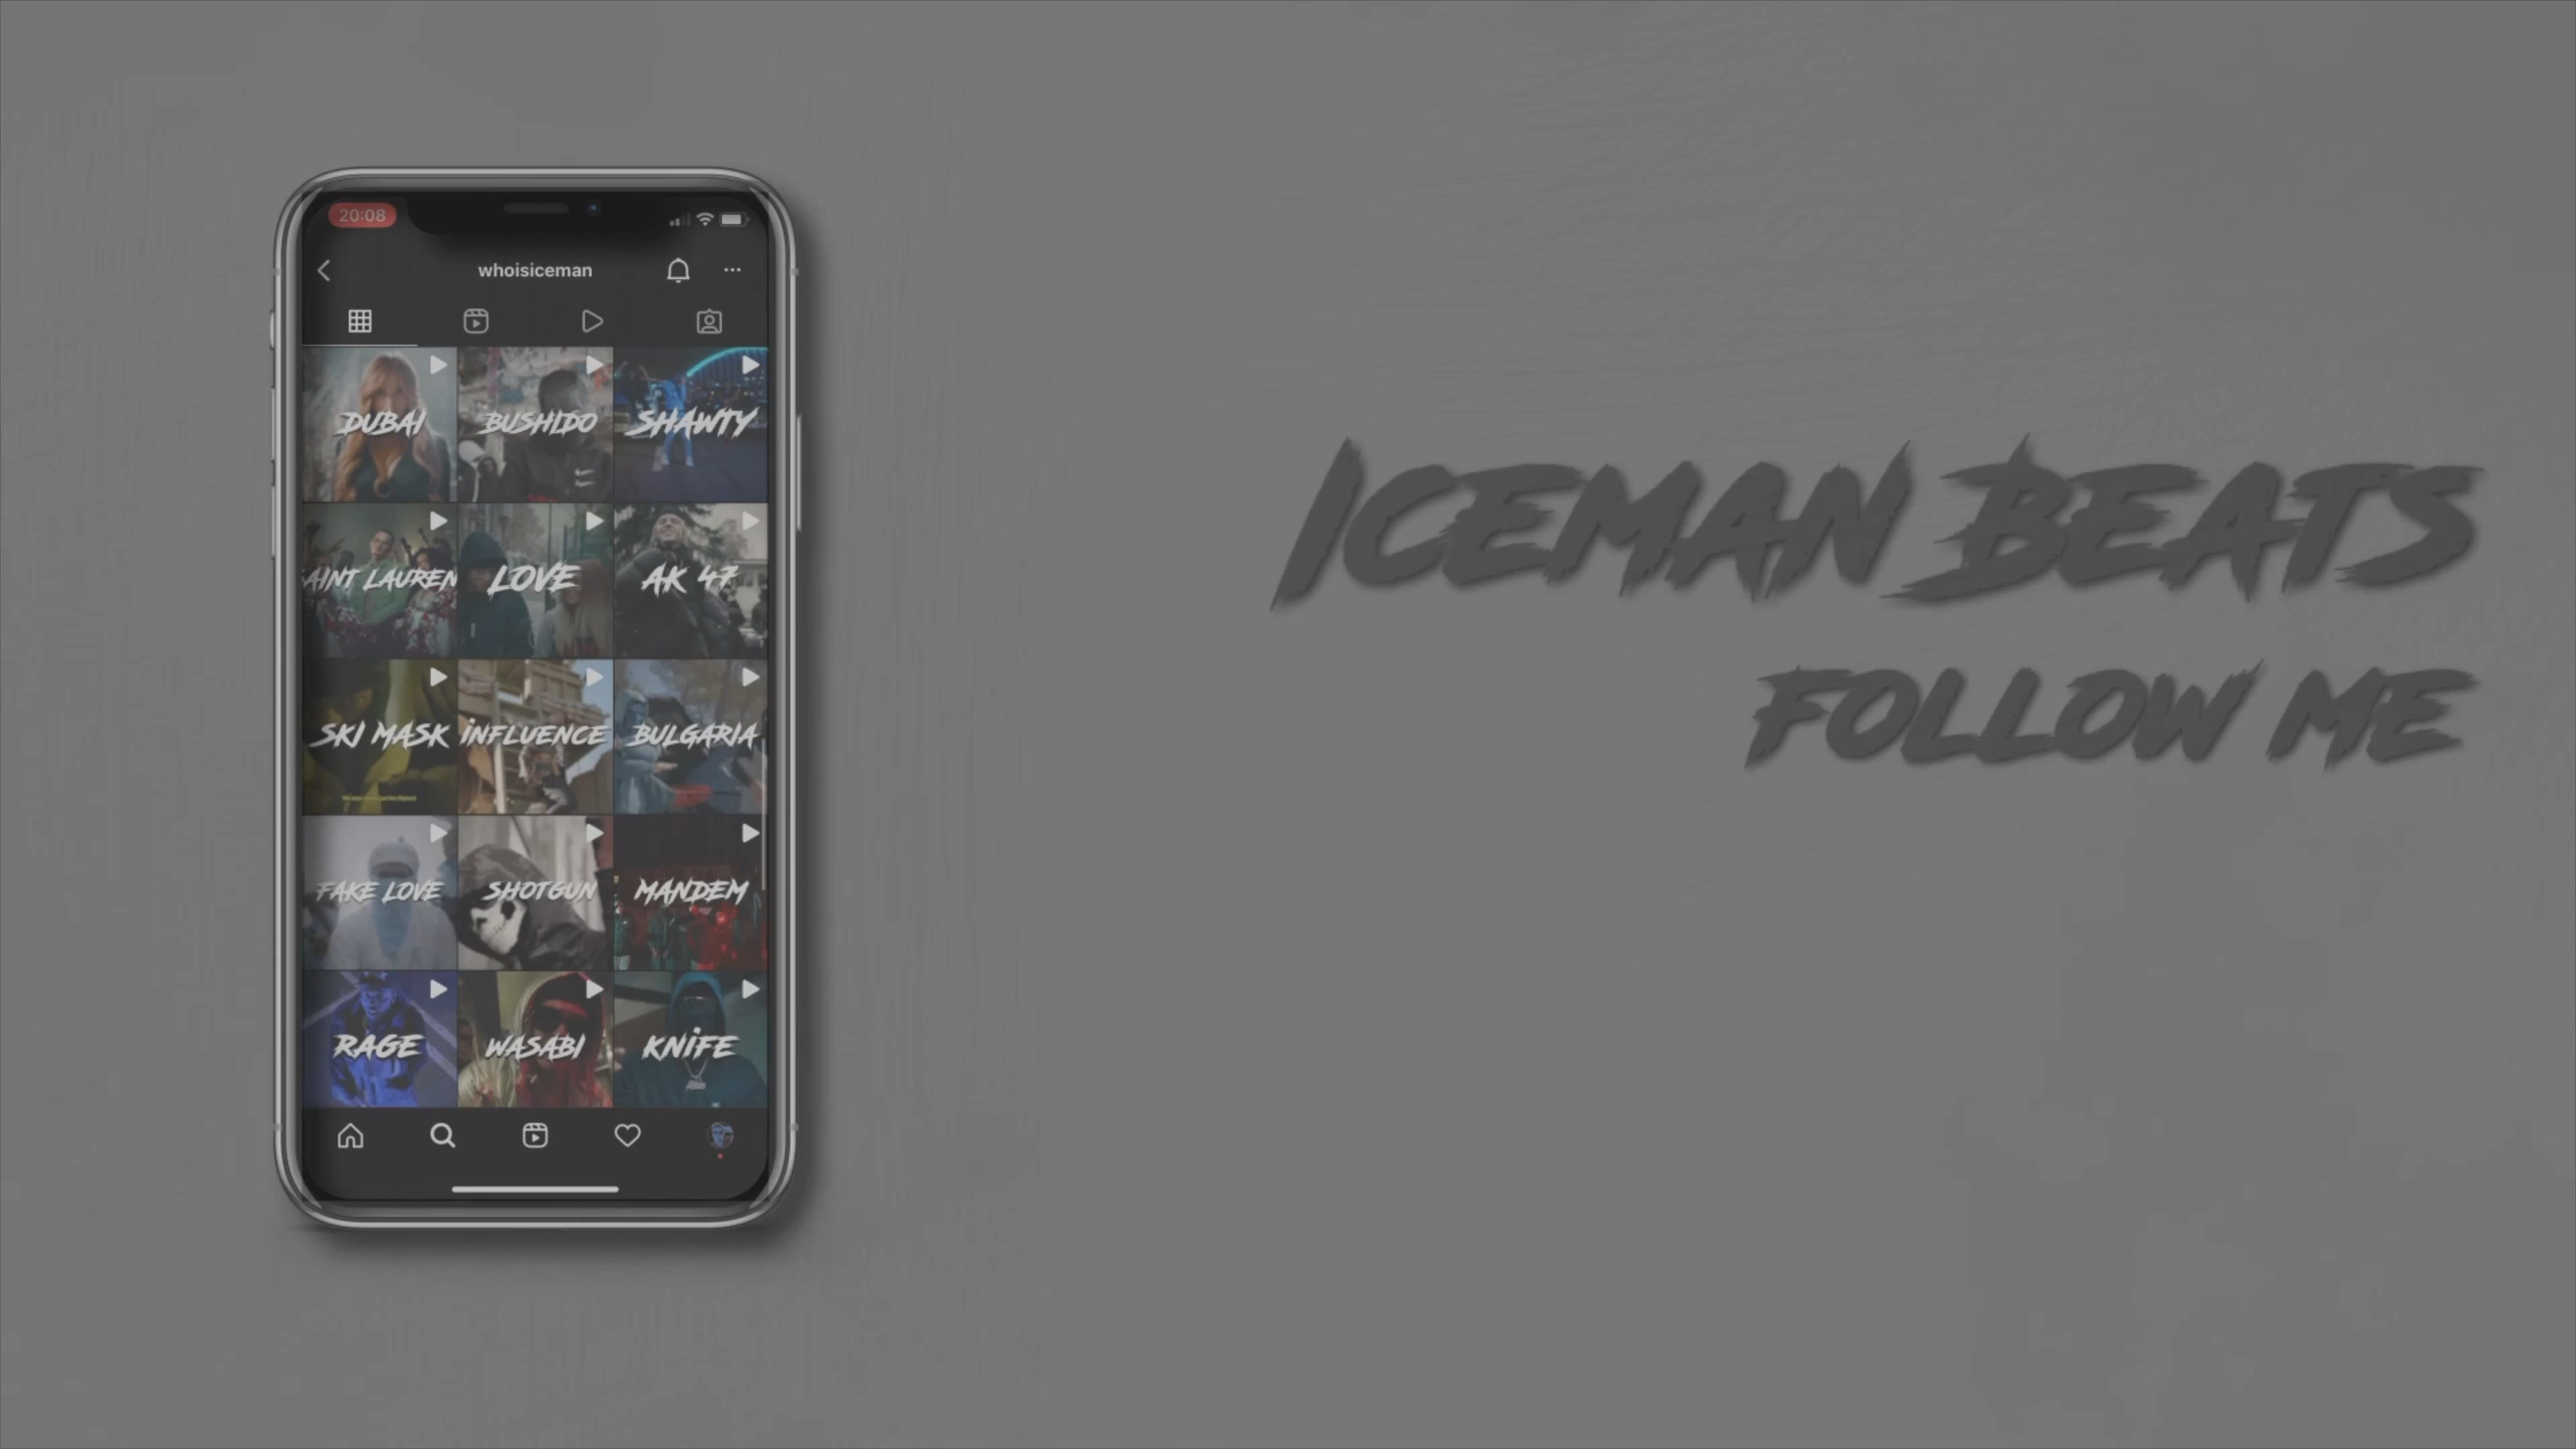 20:08
whoisiceman
DUBAI
BUSHIDO
SHAWTY
AINT LAUREN
LOVE
AK 47
SKI MASK
INFLUENCE
BULGARIA
FAKE LOVE
SHOTGUN
MANDEM
RAGE
WASABI
KNIFE
ICEMAN BEATS
FOLLOW ME